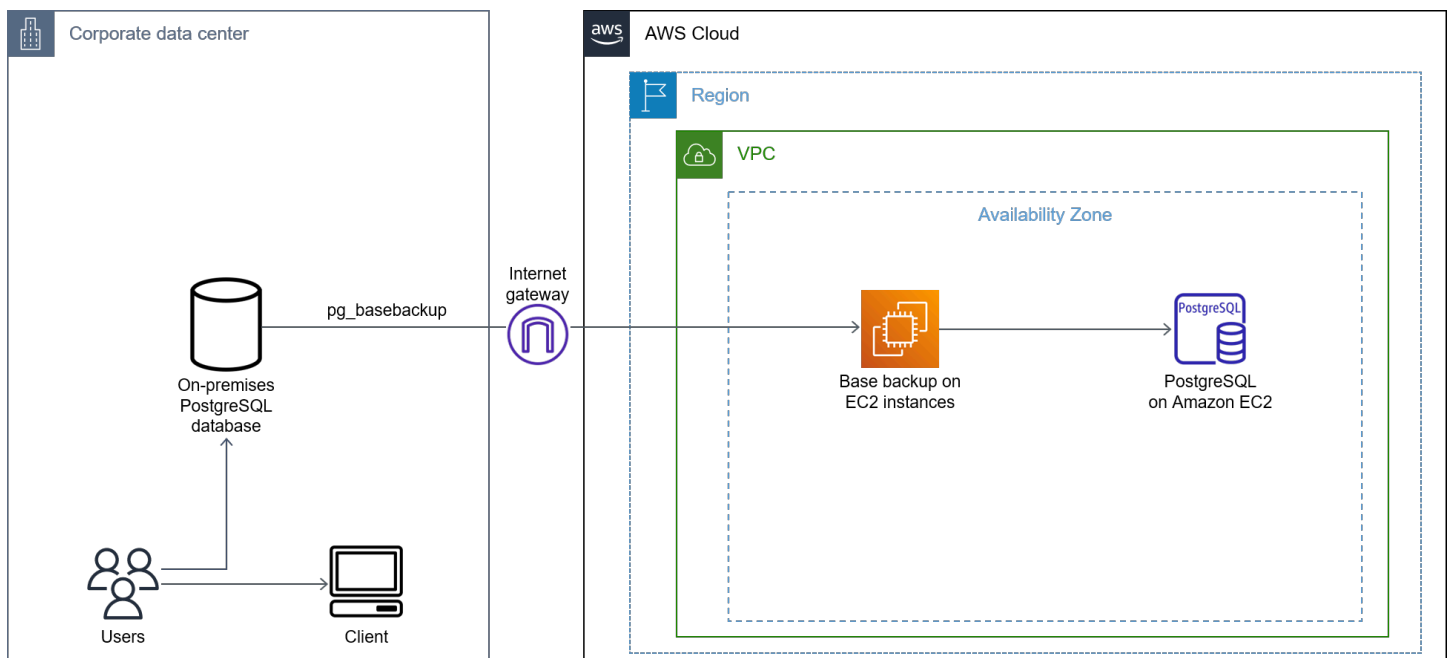 Corporate data center
aws
AWS Cloud
Region
VPC
Availability Zone
Internet
gateway
pg_basebackup
PostgreSQL
On-premises
PostgreSQL
database
Base backup on
EC2 instances
PostgreSQL
on Amazon EC2
Users
Client